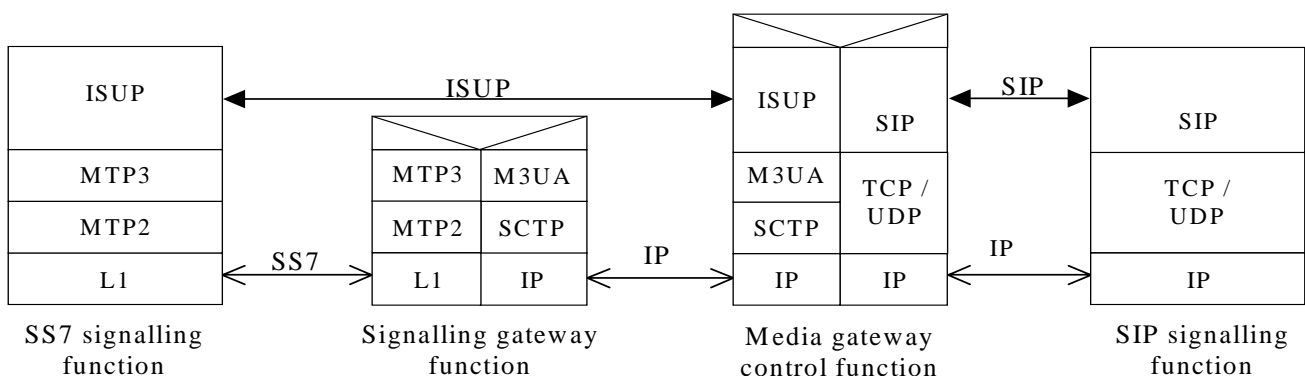 ISUP
MTP3
MTP2
L1
SS7 signalling
function
ISUP
SS7
MTP3
M3UA
MTP2
SCTP
L1
IP
Signalling gateway
function
IP
ISUP
SIP
M3UA
SCTP
TCP /
UDP
IP
IP
Media gateway
control function
SIP
IP
SIP
TCP /
UDP
IP
SIP signalling
function